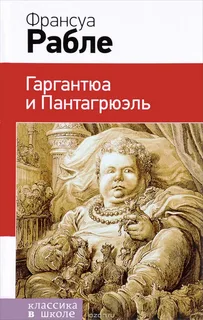 Франсуа
Рабле
Гаргантюа
и Пантагрюэль
классика
в школе